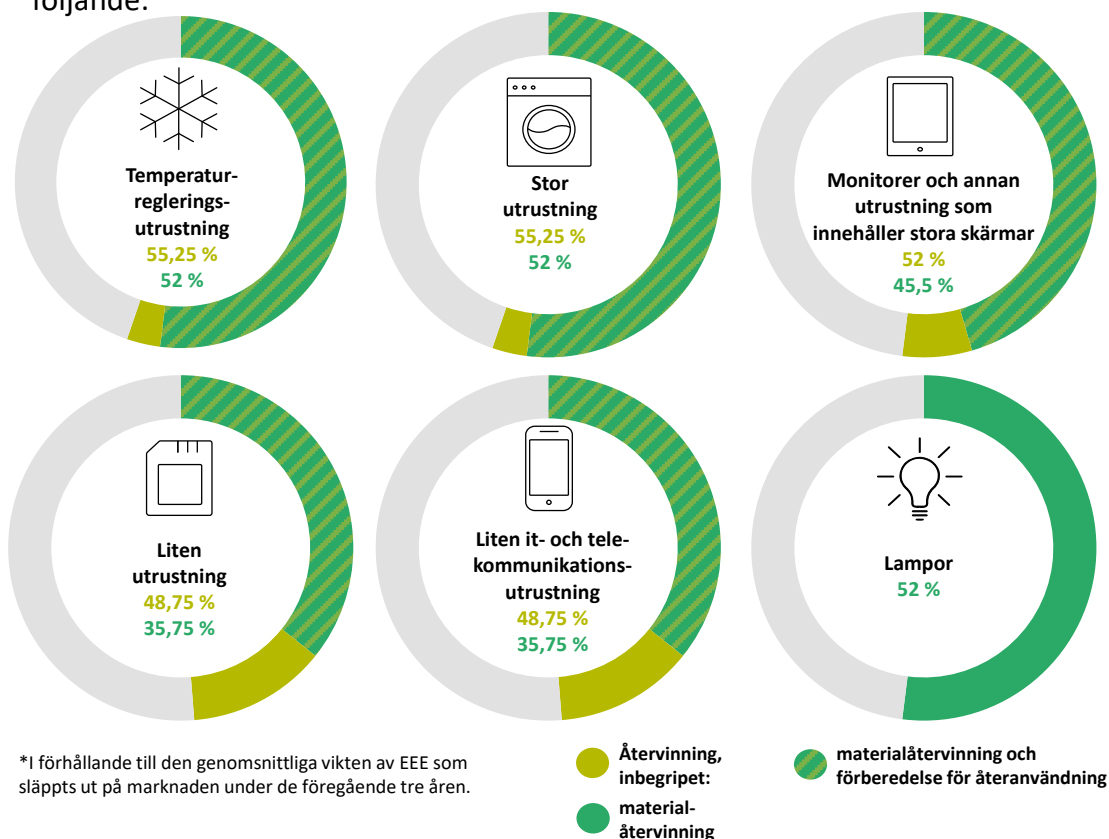 följande:
Temperatur-
reglerings-
utrustning
55,25 %
52 %
Stor
utrustning
55,25 %
52 %
Monitorer och annan
utrustning som
innehåller stora skärmar
52 %
45,5 %
Liten
utrustning
48,75 %
35,75 %
Liten it- och tele-
kommunikations-
utrustning
48,75 %
35,75 %
Lampor
52 %
*I förhållande till den genomsnittliga vikten av EEE som
släppts ut på marknaden under de föregående tre åren.
Återvinning,
inbegripet:
material-
återvinning
materialåtervinning och
förberedelse för återanvändning